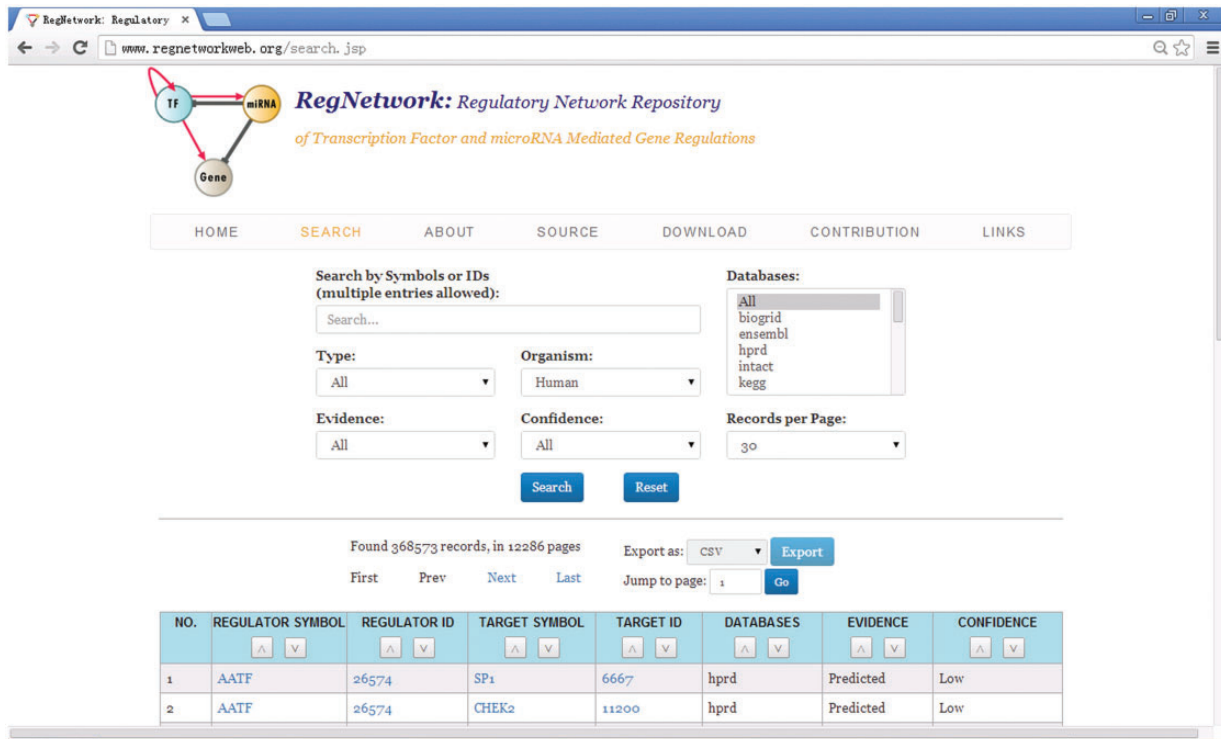 RegNetwork: Regulatory ×
www.regnetworkweb.org/search.jsp
TF
miRNA
Gene
RegNetwork: Regulatory Network Repository
of Transcription Factor and microRNA Mediated Gene Regulations
HOME SEARCH ABOUT SOURCE DOWNLOAD CONTRIBUTION LINKS
Search by Symbols or IDs
(multiple entries allowed):
Search...
Databases:
All
biogrid
ensembl
hprd
intact
kegg
Type: Organism:
All Human
Evidence: Confidence: Records per Page:
All All 30
Search Reset
Found 368573 records, in 12286 pages Export as: CSV Export
First Prev Next Last Jump to page: 1 Go
NO. REGULATOR SYMBOL REGULATOR ID TARGET SYMBOL TARGET ID DATABASES EVIDENCE CONFIDENCE
1 AATF 26574 SP1 6667 hprd Predicted Low
2 AATF 26574 CHEK2 11200 hprd Predicted Low